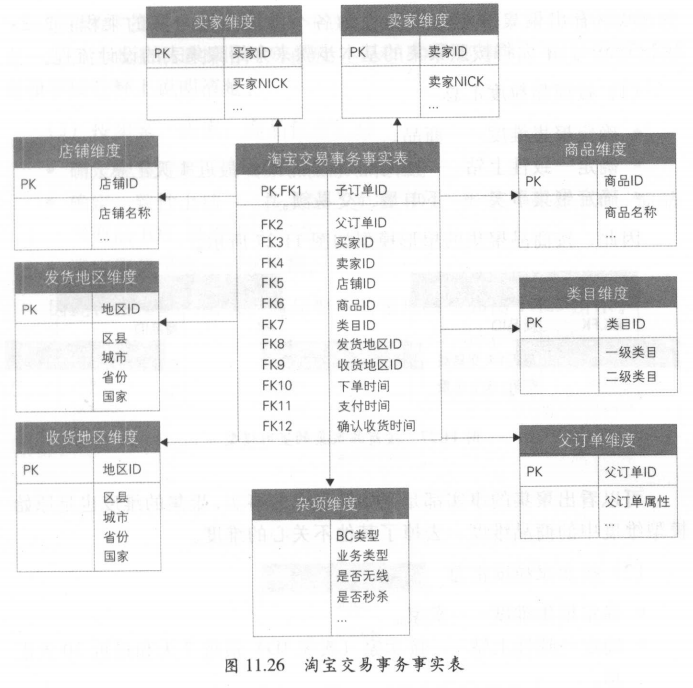 买家维度
PK 买家ID
买家NICK
...
卖家维度
PK 卖家ID
卖家NICK
...
店铺维度
PK 店铺ID
店铺名称
...
淘宝交易事务事实表
PK,FK1 子订单ID
FK2 父订单ID
FK3 买家ID
FK4 卖家ID
FK5 店铺ID
FK6 商品ID
FK7 类目ID
FK8 发货地区ID
FK9 收货地区ID
FK10 下单时间
FK11 支付时间
FK12 确认收货时间
商品维度
PK 商品ID
商品名称
...
发货地区维度
PK 地区ID
区县
城市
省份
国家
类目维度
PK 类目ID
一级类目
二级类目
收货地区维度
PK 地区ID
区县
城市
省份
国家
父订单维度
PK 父订单ID
父订单属性
...
杂项维度
BC类型
业务类型
是否无线
是否秒杀
...
图 11.26 淘宝交易事务事实表